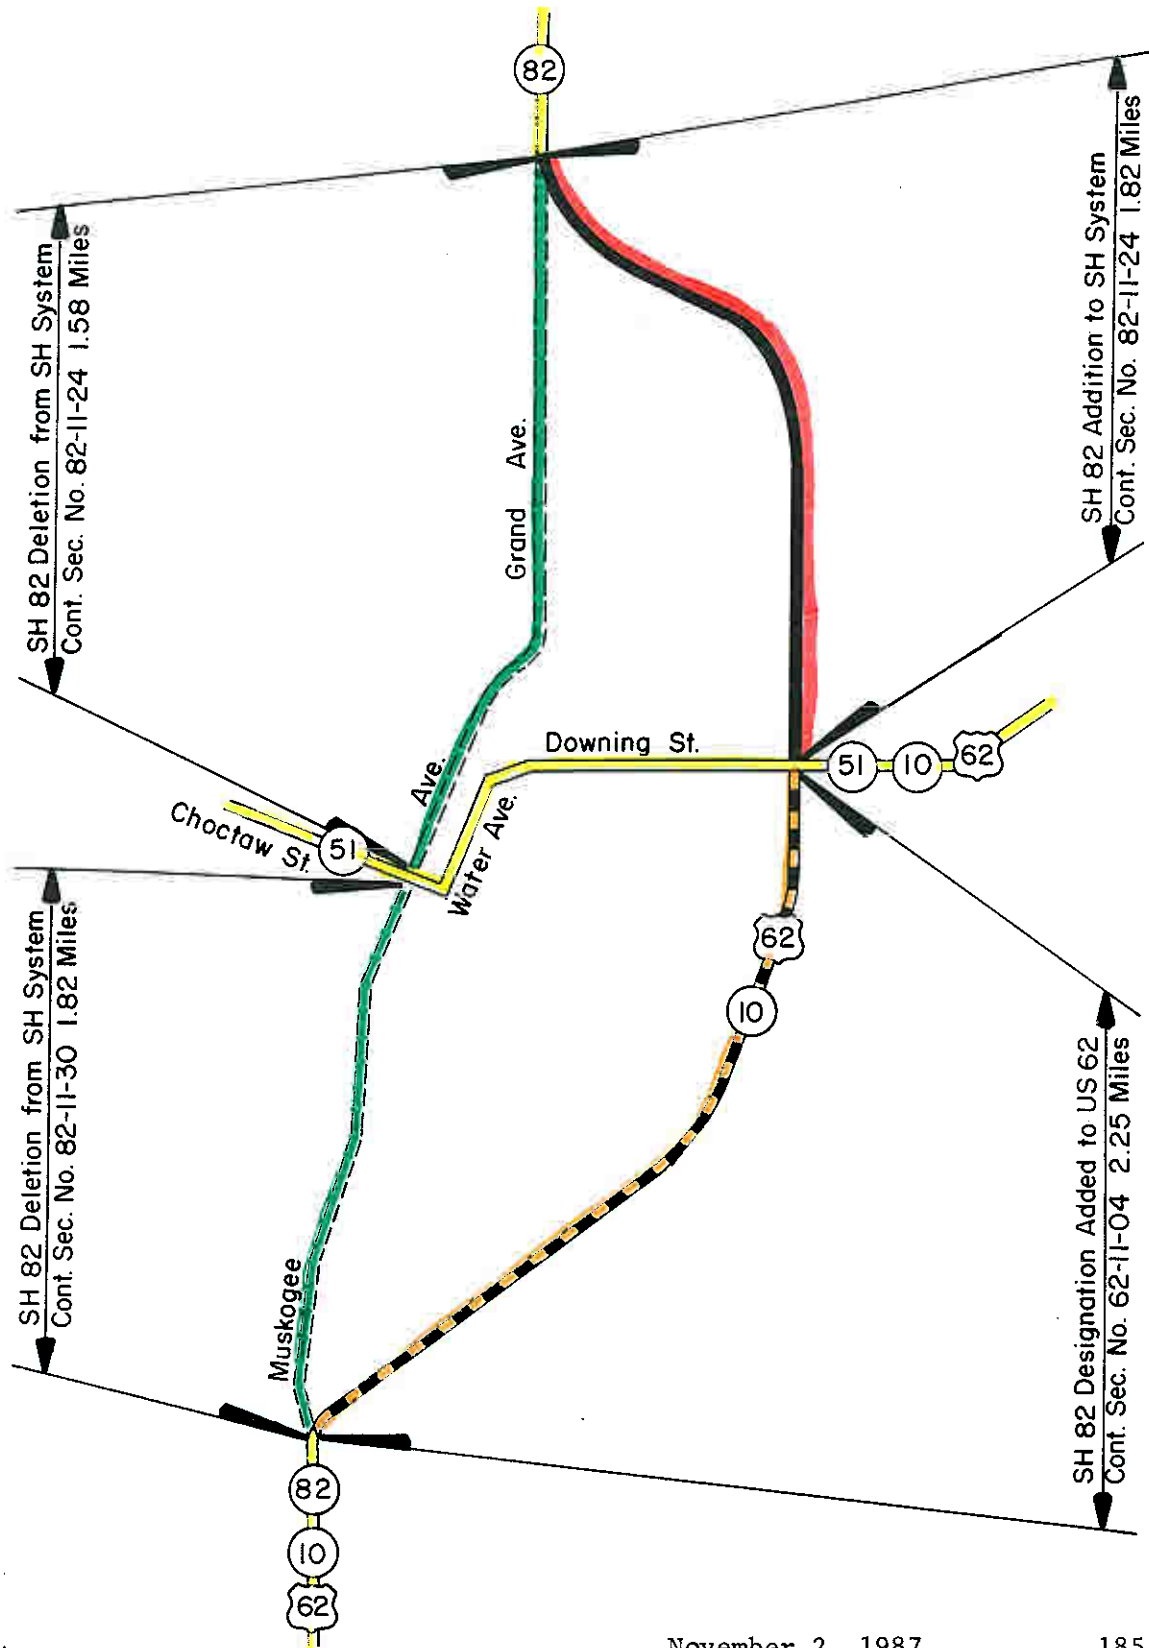 82
SH 82 Deletion from SH System
Cont. Sec. No. 82-11-24 1.58 Miles
SH 82 Addition to SH System
Cont. Sec. No. 82-11-24 1.82 Miles
Grand Ave.
Downing St.
51
10
62
Ave.
Choctaw St.
51
Water Ave.
62
10
SH 82 Deletion from SH System
Cont. Sec. No. 82-11-30 1.82 Miles
SH 82 Designation Added to US 62
Cont. Sec. No. 62-11-04 2.25 Miles
Muskogee
82
10
62
November 2, 1987 185